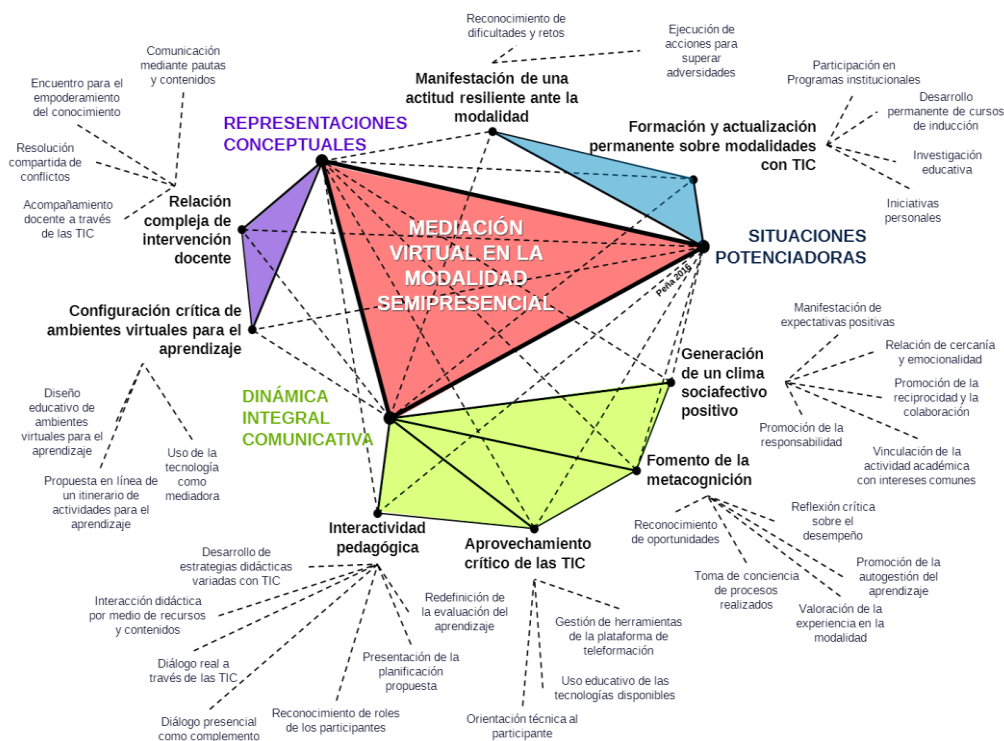 Reconocimiento de
dificultades y retos
Ejecución de
acciones para
superar
adversidades
Comunicación
mediante pautas
y contenidos
Encuentro para el
empoderamiento
del conocimiento
Resolución
compartida de
conflictos
Acompañamiento
docente a través
de las TIC
Manifestación de una
actitud resiliente ante la
modalidad
Participación en
Programas institucionales
Desarrollo
permanente de cursos
de inducción
Investigación
educativa
Iniciativas
personales
REPRESENTACIONES
CONCEPTUALES
Formación y actualización
permanente sobre modalidades
con TIC
Relación
compleja de
intervención
docente
MEDIACIÓN
VIRTUAL EN LA
MODALIDAD
SEMIPRESENCIAL
SITUACIONES
POTENCIADORAS
Peña 2016
Configuración crítica de
ambientes virtuales para el
aprendizaje
Manifestación de
expectativas positivas
Relación de cercanía
y emocionalidad
Promoción de la
reciprocidad y la
colaboración
Generación
de un clima
sociafectivo
positivo
Promoción de la
responsabilidad
Vinculación de la
actividad académica
con intereses comunes
DINÁMICA
INTEGRAL
COMUNICATIVA
Diseño
educativo de
ambientes
virtuales para el
aprendizaje
Uso de la
tecnología
como
mediadora
Propuesta en línea de
un itinerario de
actividades para el
aprendizaje
Fomento de la
metacognición
Reconocimiento
de oportunidades
Reflexión crítica
sobre el
desempeño
Toma de conciencia
de procesos
realizados
Promoción de la
autogestión del
aprendizaje
Valoración de la
experiencia en la
modalidad
Interactividad
pedagógica
Aprovechamiento
crítico de las TIC
Desarrollo de
estrategias didácticas
variadas con TIC
Interacción didáctica
por medio de recursos
y contenidos
Diálogo real a
través de las TIC
Diálogo presencial
como complemento
Reconocimiento de roles
de los participantes
Redefinición de
la evaluación del
aprendizaje
Presentación de la
planificación
propuesta
Gestión de herramientas
de la plataforma de
teleformación
Uso educativo de las
tecnologías disponibles
Orientación técnica al
participante